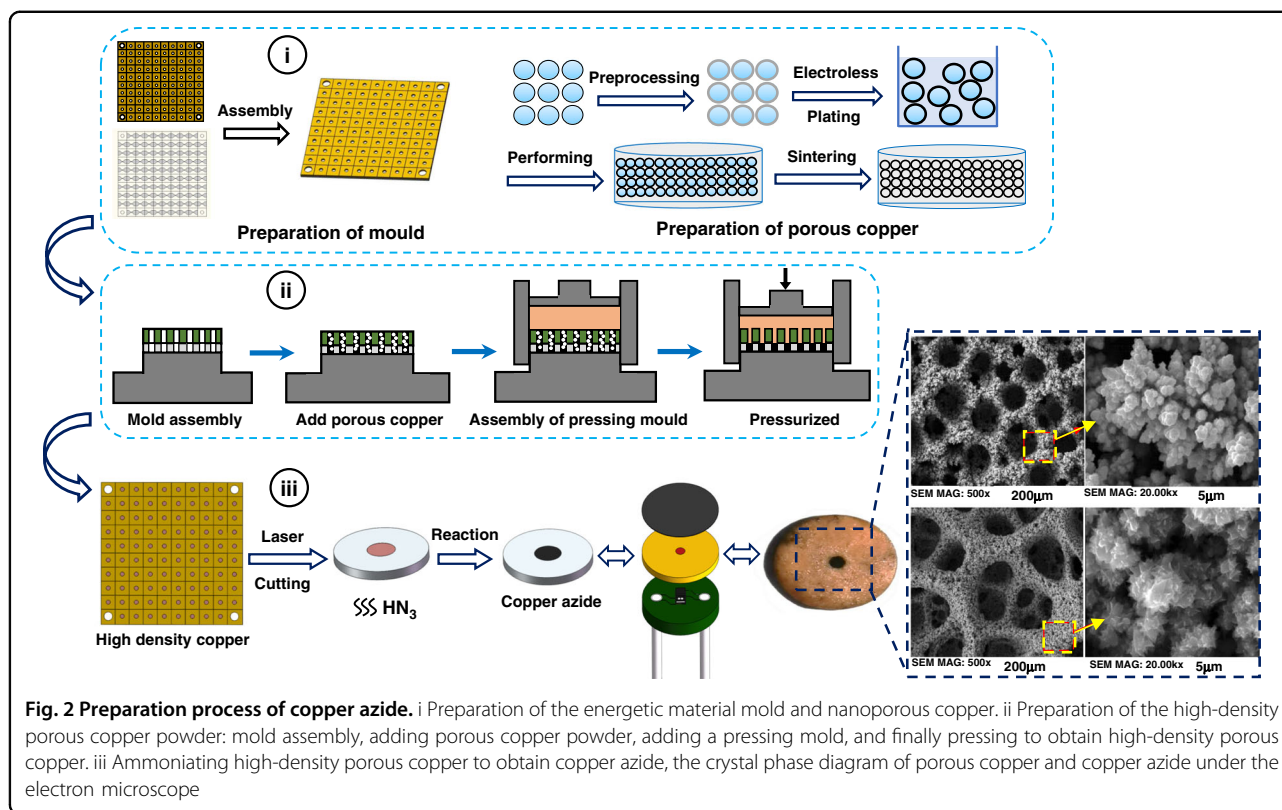 i
Assembly
Preprocessing
Electroless
Plating
Performing
Sintering
Preparation of mould
Preparation of porous copper
ii
Mold assembly
Add porous copper
Assembly of pressing mould
Pressurized
iii
High density copper
Laser
Cutting
HN3
Reaction
Copper azide
SEM MAG: 500x
200μm
SEM MAG: 20.00kx
5μm
SEM MAG: 500x
200μm
SEM MAG: 20.00kx
5μm
Fig. 2 Preparation process of copper azide. i Preparation of the energetic material mold and nanoporous copper. ii Preparation of the high-density
porous copper powder: mold assembly, adding porous copper powder, adding a pressing mold, and finally pressing to obtain high-density porous
copper. iii Ammoniating high-density porous copper to obtain copper azide, the crystal phase diagram of porous copper and copper azide under the
electron microscope